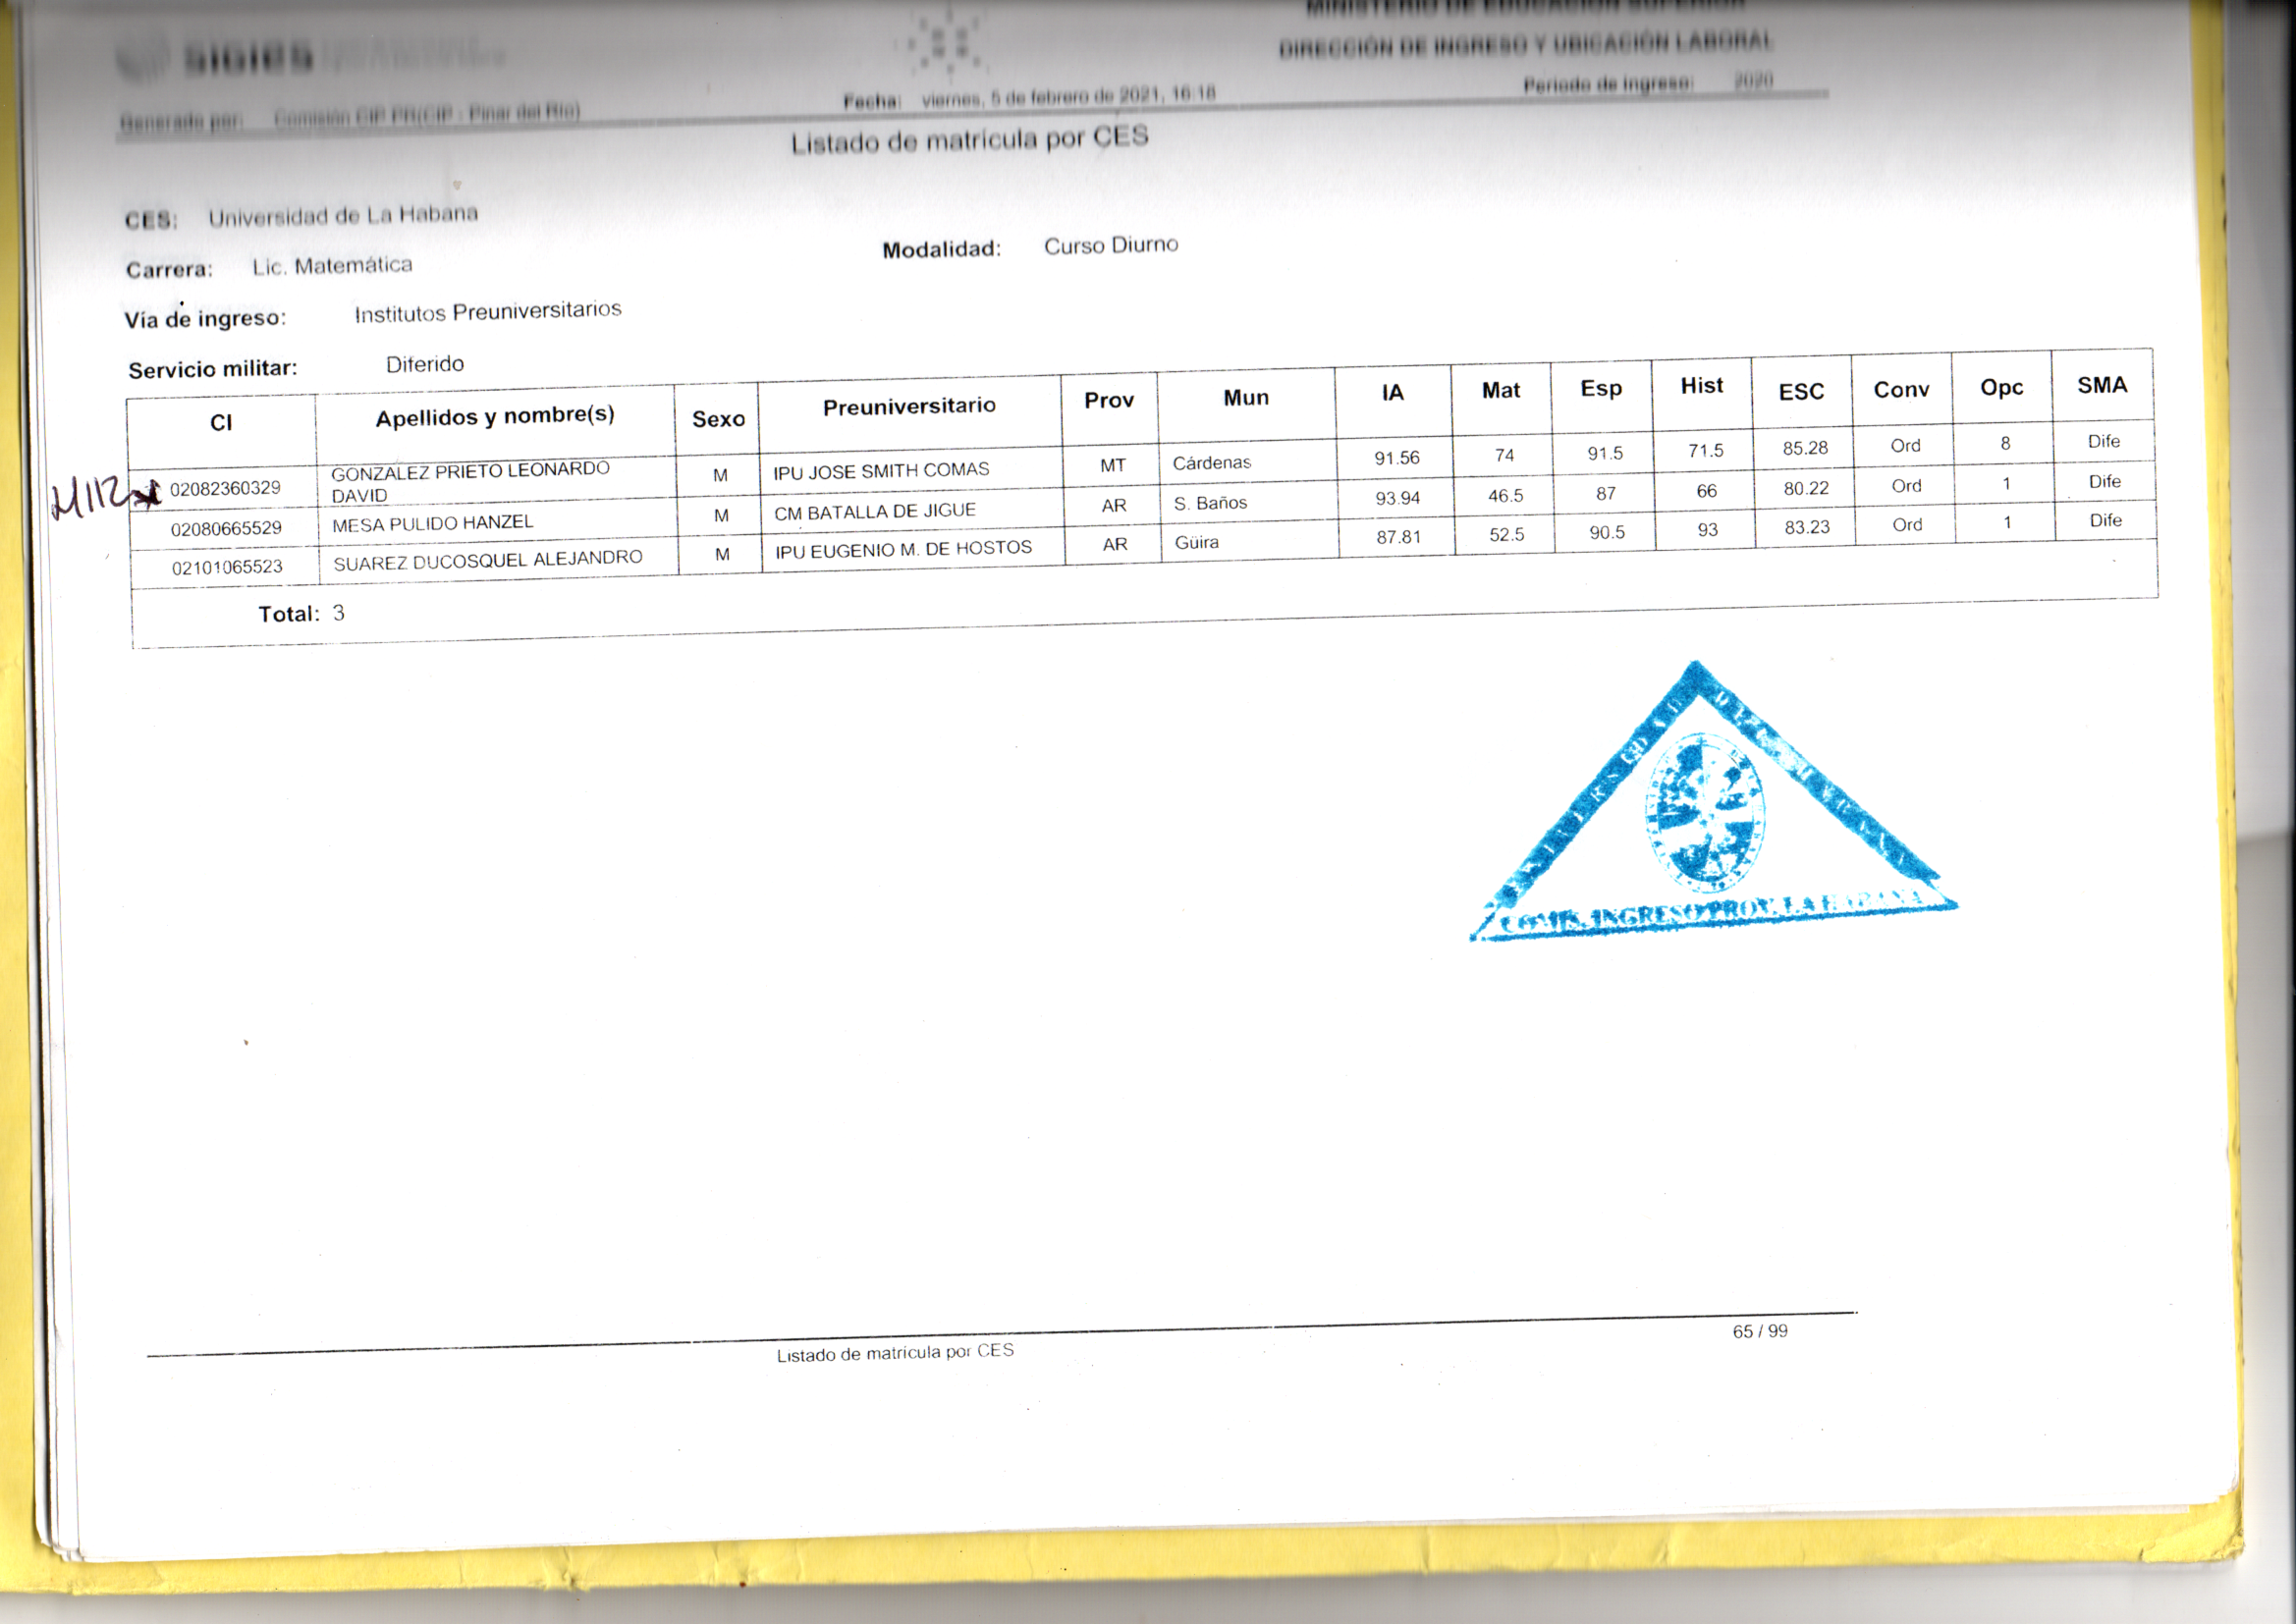 MINISTERIO DE EDUCACIÓN SUPERIOR
SIGIES
DIRECCIÓN DE INGRESO Y UBICACIÓN LABORAL
Generado por: Comisión CIP PR(CIP - Pinar del Río) Fecha: viernes, 5 de febrero de 2021, 16:18 Periodo de ingreso: 2020
Listado de matrícula por CES
CES: Universidad de La Habana
Carrera: Lic. Matemática Modalidad: Curso Diurno
Vía de ingreso: Institutos Preuniversitarios
Servicio militar: Diferido
CI Apellidos y nombre(s) Sexo Preuniversitario Prov Mun IA Mat Esp Hist ESC Conv Opc SMA
02082360329 GONZALEZ PRIETO LEONARDO DAVID M IPU JOSE SMITH COMAS MT Cárdenas 91.56 74 91.5 71.5 85.28 Ord 8 Dife
02080665529 MESA PULIDO HANZEL M CM BATALLA DE JIGUE AR S. Baños 93.94 46.5 87 66 80.22 Ord 1 Dife
02101065523 SUAREZ DUCOSQUEL ALEJANDRO M IPU EUGENIO M. DE HOSTOS AR Güira 87.81 52.5 90.5 93 83.23 Ord 1 Dife
Total: 3
UNIVERSIDAD DE LA HABANA
COMIS. INGRESO PROV. LA HABANA
Listado de matrícula por CES 65 / 99